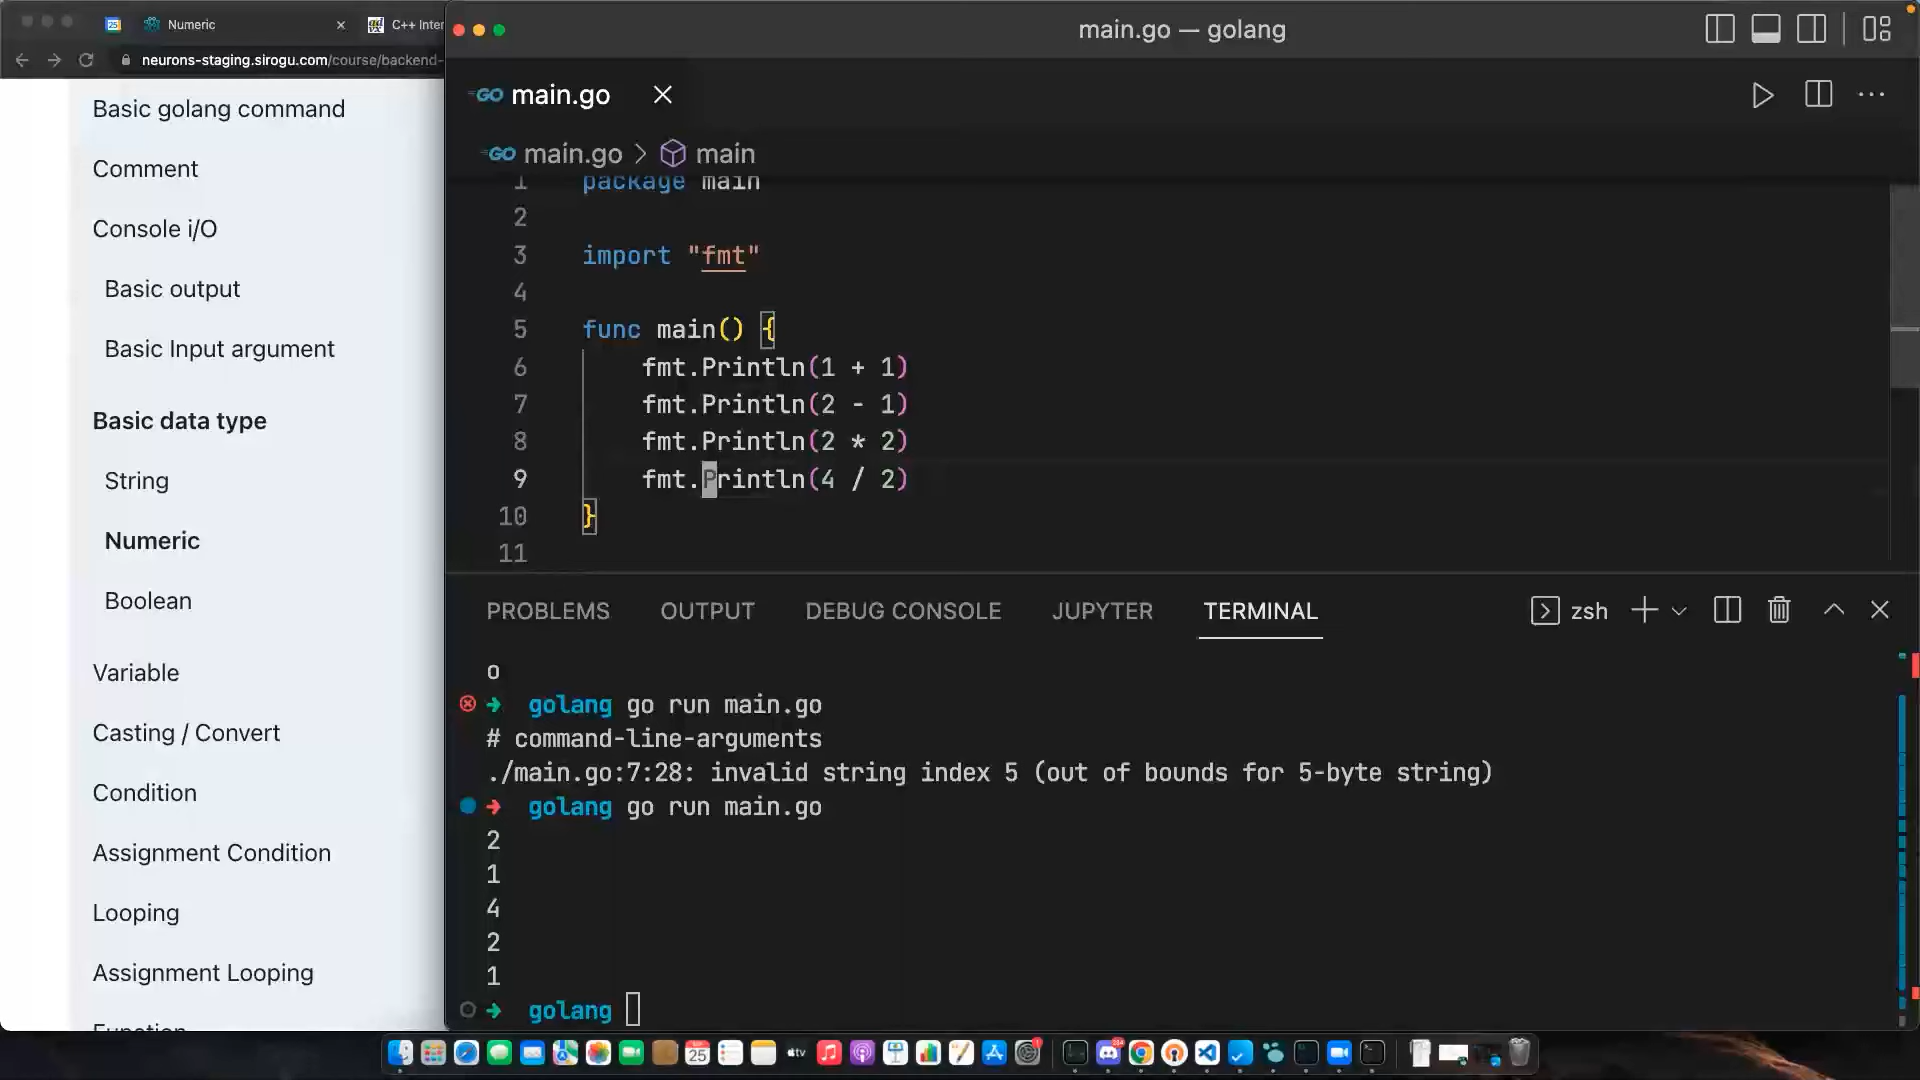 Numeric
C++ Inter
neurons-staging.sirogu.com/course/backend-
Basic golang command
Comment
Console i/O
Basic output
Basic Input argument
Basic data type
String
Numeric
Boolean
Variable
Casting / Convert
Condition
Assignment Condition
Looping
Assignment Looping
Function
main.go — golang
GO main.go
GO main.go > main
1 package main
2
3 import "fmt"
4
5 func main() {
6 fmt.Println(1 + 1)
7 fmt.Println(2 - 1)
8 fmt.Println(2 * 2)
9 fmt.Println(4 / 2)
10 }
11
PROBLEMS OUTPUT DEBUG CONSOLE JUPYTER TERMINAL zsh
o
golang go run main.go
# command-line-arguments
./main.go:7:28: invalid string index 5 (out of bounds for 5-byte string)
golang go run main.go
2
1
4
2
1
golang
25
tv